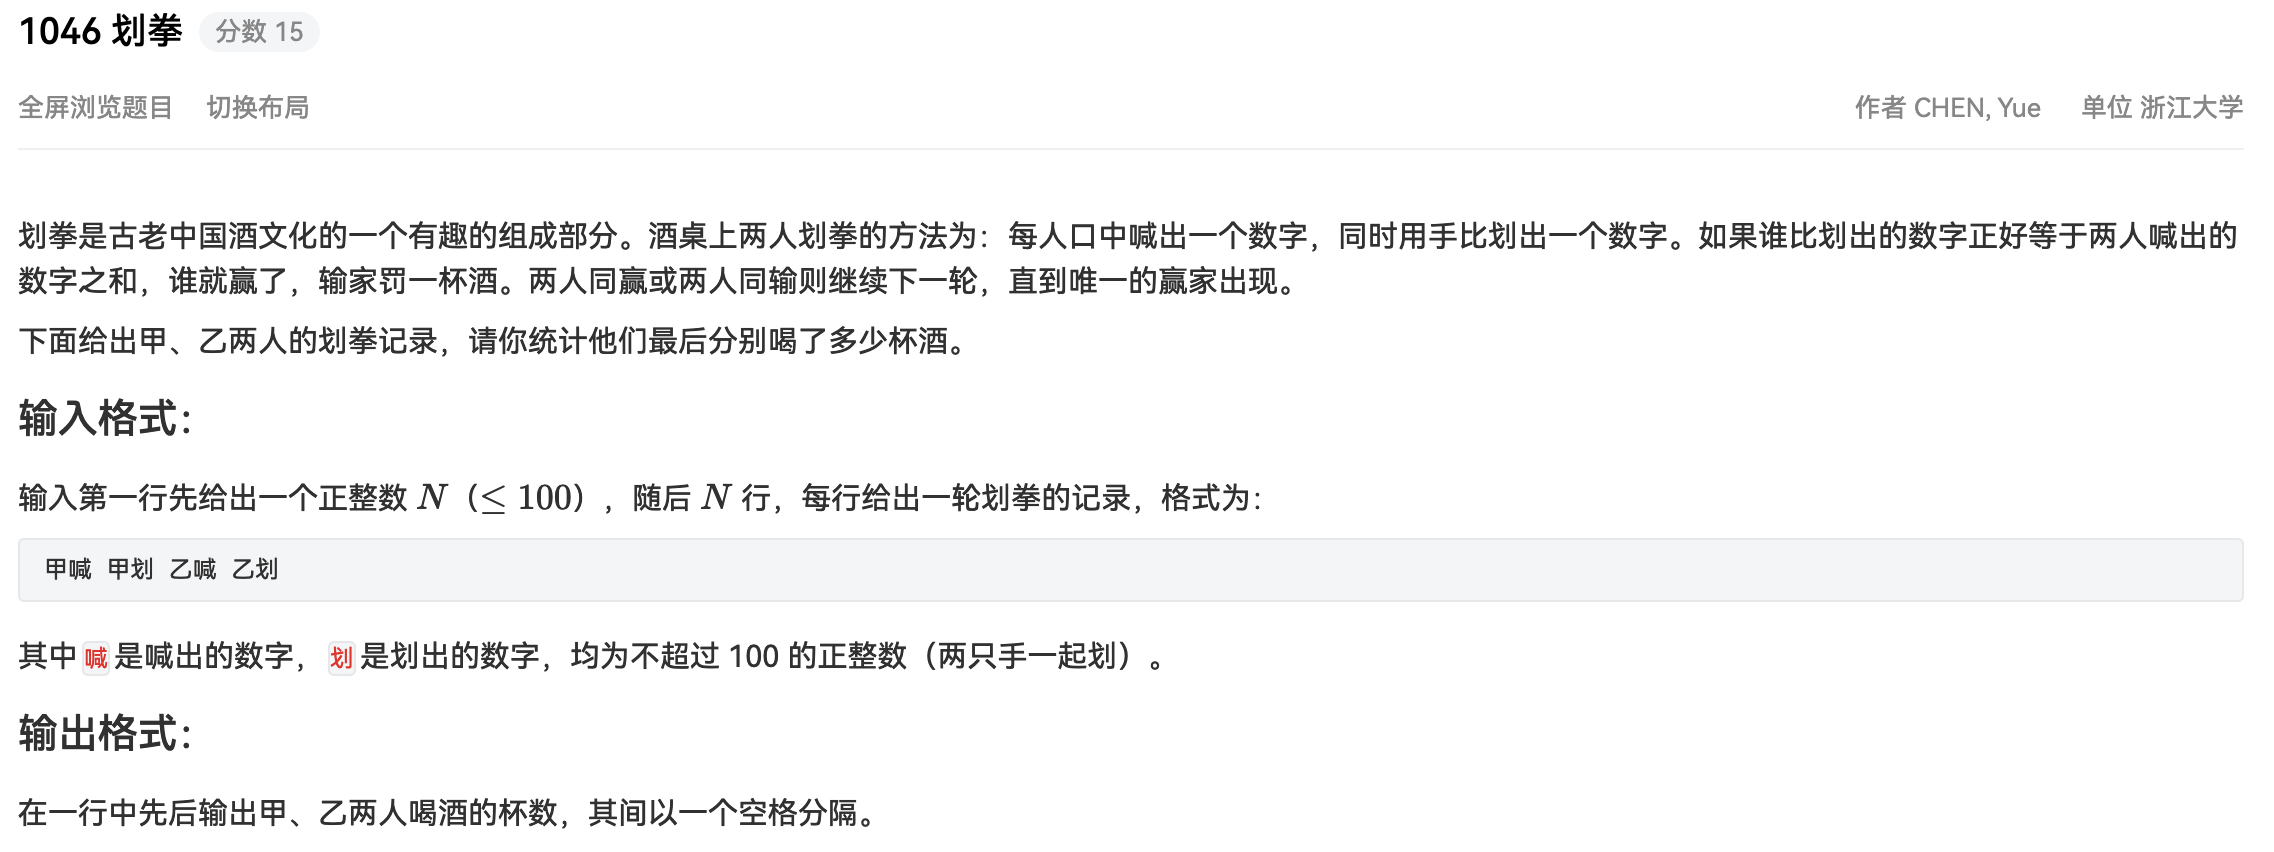 1046 划拳 分数 15
全屏浏览题目 切换布局 作者 CHEN, Yue 单位 浙江大学
划拳是古老中国酒文化的一个有趣的组成部分。酒桌上两人划拳的方法为：每人口中喊出一个数字，同时用手比划出一个数字。如果谁比划出的数字正好等于两人喊出的
数字之和，谁就赢了，输家罚一杯酒。两人同赢或两人同输则继续下一轮，直到唯一的赢家出现。
下面给出甲、乙两人的划拳记录，请你统计他们最后分别喝了多少杯酒。
输入格式：
输入第一行先给出一个正整数 N（≤ 100），随后 N 行，每行给出一轮划拳的记录，格式为：
甲喊 甲划 乙喊 乙划
其中喊是喊出的数字，划是划出的数字，均为不超过 100 的正整数（两只手一起划）。
输出格式：
在一行中先后输出甲、乙两人喝酒的杯数，其间以一个空格分隔。